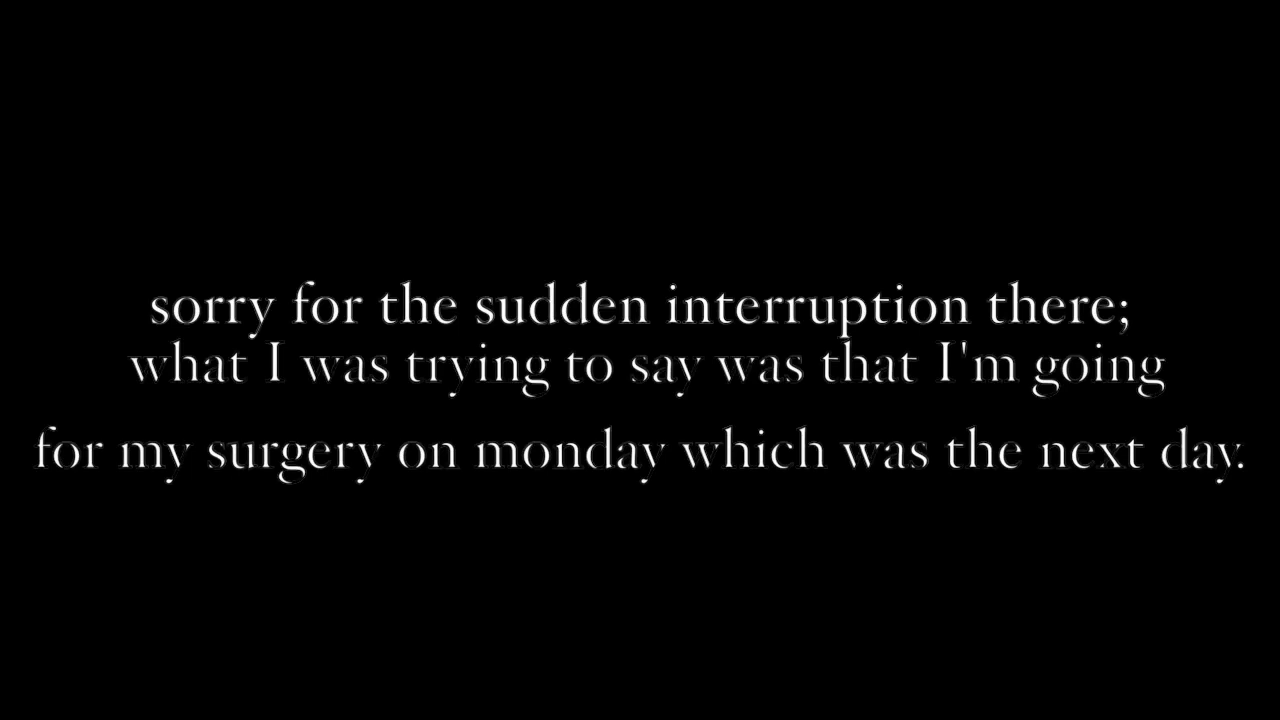 sorry for the sudden interruption there;
what I was trying to say was that I'm going
for my surgery on monday which was the next day.